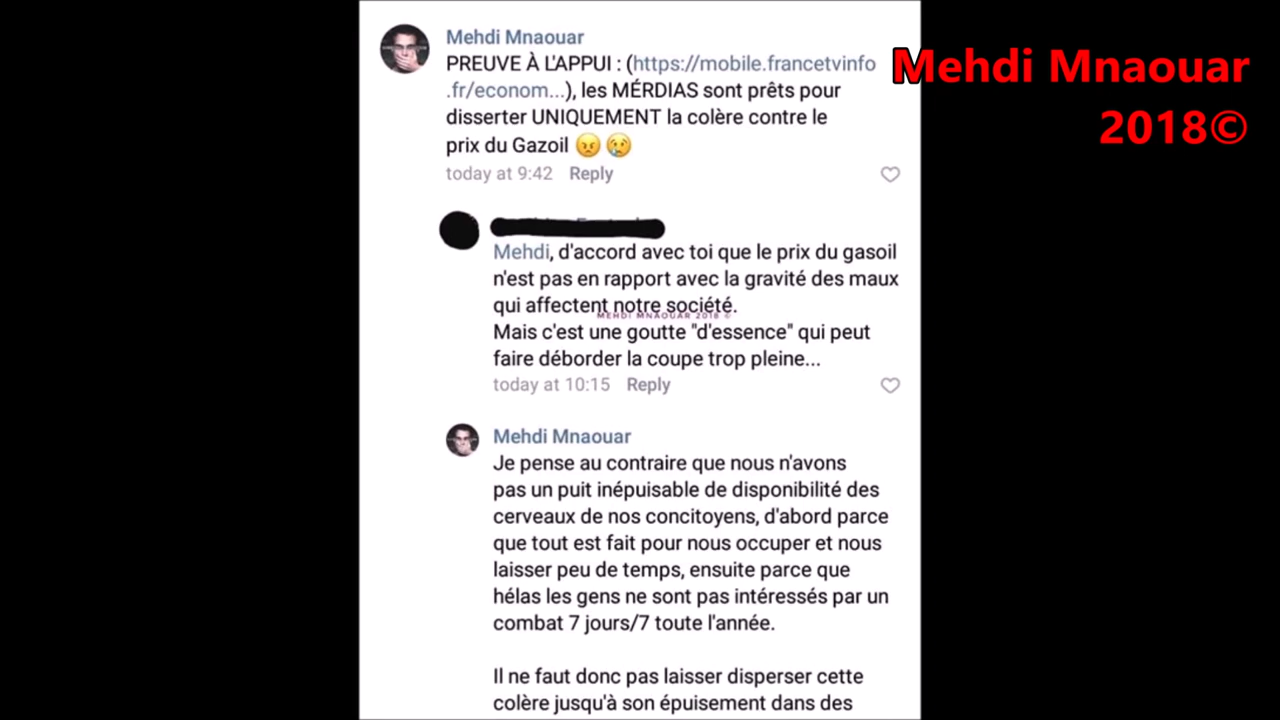 Mehdi Mnaouar
PREUVE À L'APPUI : (https://mobile.francetvinfo
.fr/econom...), les MÉRDIAS sont prêts pour
disserter UNIQUEMENT la colère contre le
prix du Gazoil 😠 😢
today at 9:42 Reply
Mehdi Mnaouar
2018©
Mehdi, d'accord avec toi que le prix du gasoil
n'est pas en rapport avec la gravité des maux
qui affectent notre société.
MEHDI MNAOUAR 2018 ©
Mais c'est une goutte "d'essence" qui peut
faire déborder la coupe trop pleine...
today at 10:15 Reply
Mehdi Mnaouar
Je pense au contraire que nous n'avons
pas un puit inépuisable de disponibilité des
cerveaux de nos concitoyens, d'abord parce
que tout est fait pour nous occuper et nous
laisser peu de temps, ensuite parce que
hélas les gens ne sont pas intéressés par un
combat 7 jours/7 toute l'année.
Il ne faut donc pas laisser disperser cette
colère jusqu'à son épuisement dans des